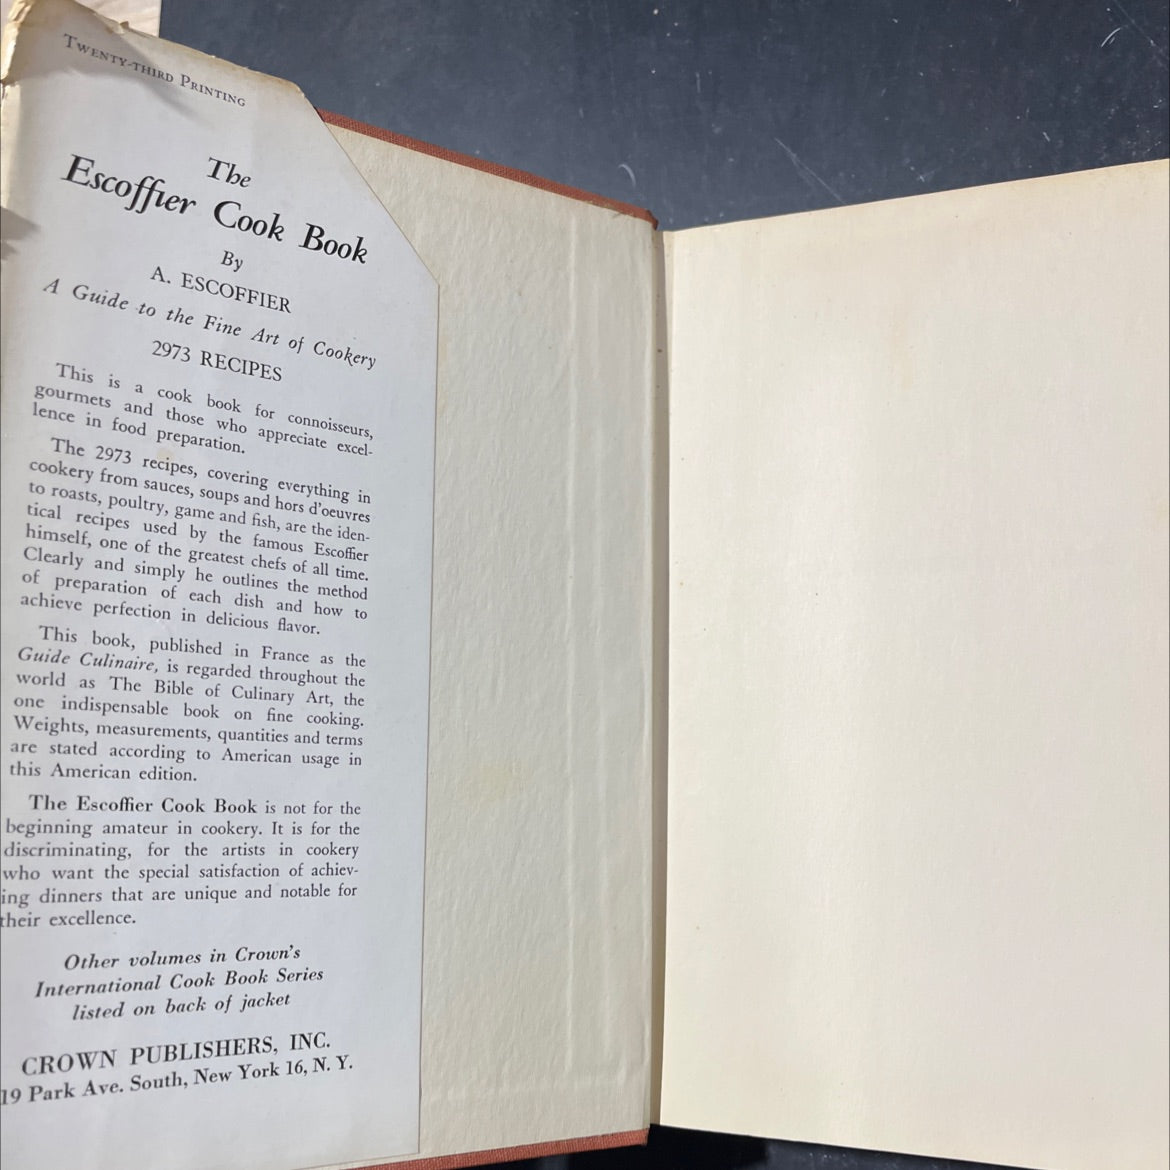 TWENTY-THIRD PRINTING
The
Escoffier Cook Book
By
A. ESCOFFIER
A Guide to the Fine Art of Cookery
2973 RECIPES
This is a cook book for connoisseurs,
gourmets and those who appreciate excel-
lence in food preparation.
The 2973 recipes, covering everything in
cookery from sauces, soups and hors d'oeuvres
to roasts, poultry, game and fish, are the iden-
tical recipes used by the famous Escoffier
himself, one of the greatest chefs of all time.
Clearly and simply he outlines the method
of preparation of each dish and how to
achieve perfection in delicious flavor.
This book, published in France as the
Guide Culinaire, is regarded throughout the
world as The Bible of Culinary Art, the
one indispensable book on fine cooking.
Weights, measurements, quantities and terms
are stated according to American usage in
this American edition.
The Escoffier Cook Book is not for the
beginning amateur in cookery. It is for the
discriminating, for the artists in cookery
who want the special satisfaction of achiev-
ing dinners that are unique and notable for
their excellence.
Other volumes in Crown's
International Cook Book Series
listed on back of jacket
CROWN PUBLISHERS, INC.
19 Park Ave. South, New York 16, N. Y.